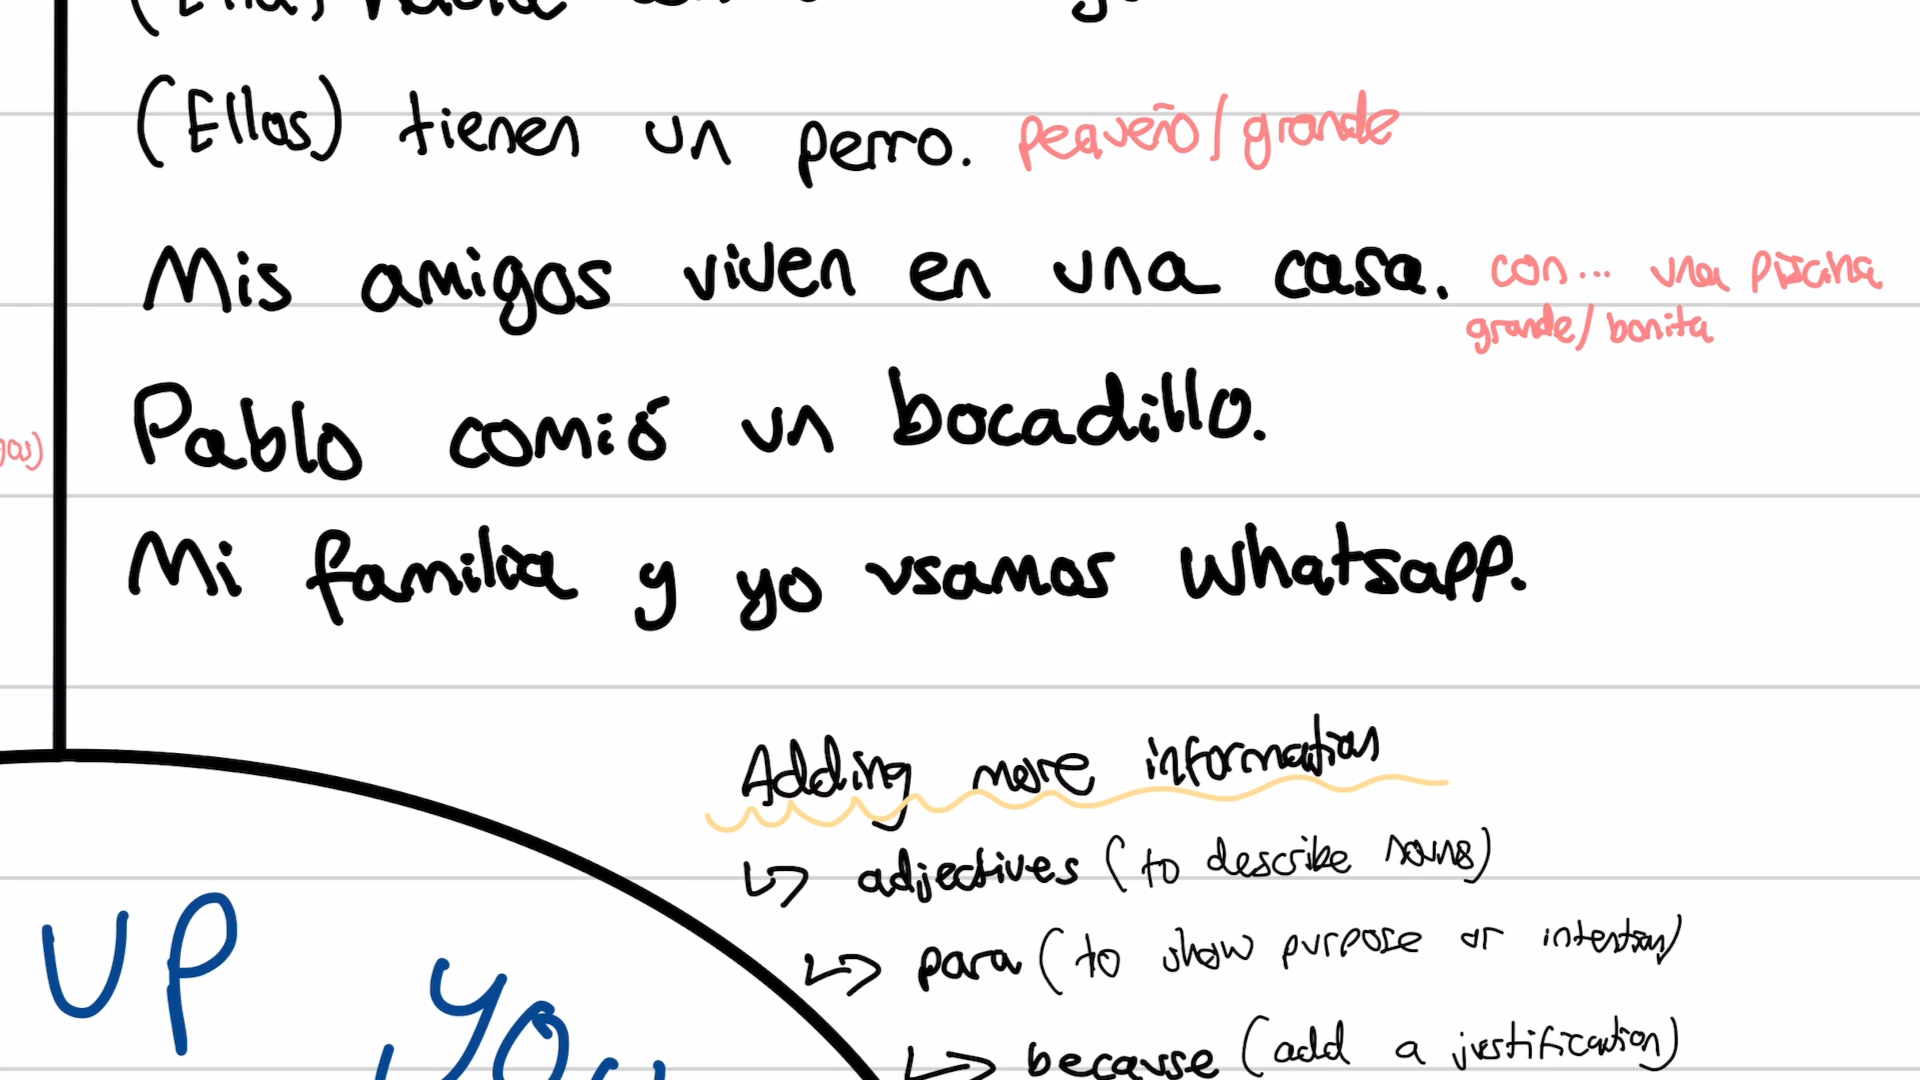 (Ellos) tienen un perro. pequeño/grande
Mis amigos viven en una casa. con... una piscina
grande/bonita
Pablo comió un bocadillo.
Mi familia y yo usamos Whatsapp.
Adding more information
↳ adjectives (to describe nouns)
↳ para (to show purpose or intention)
↳ because (add a justification)
UP